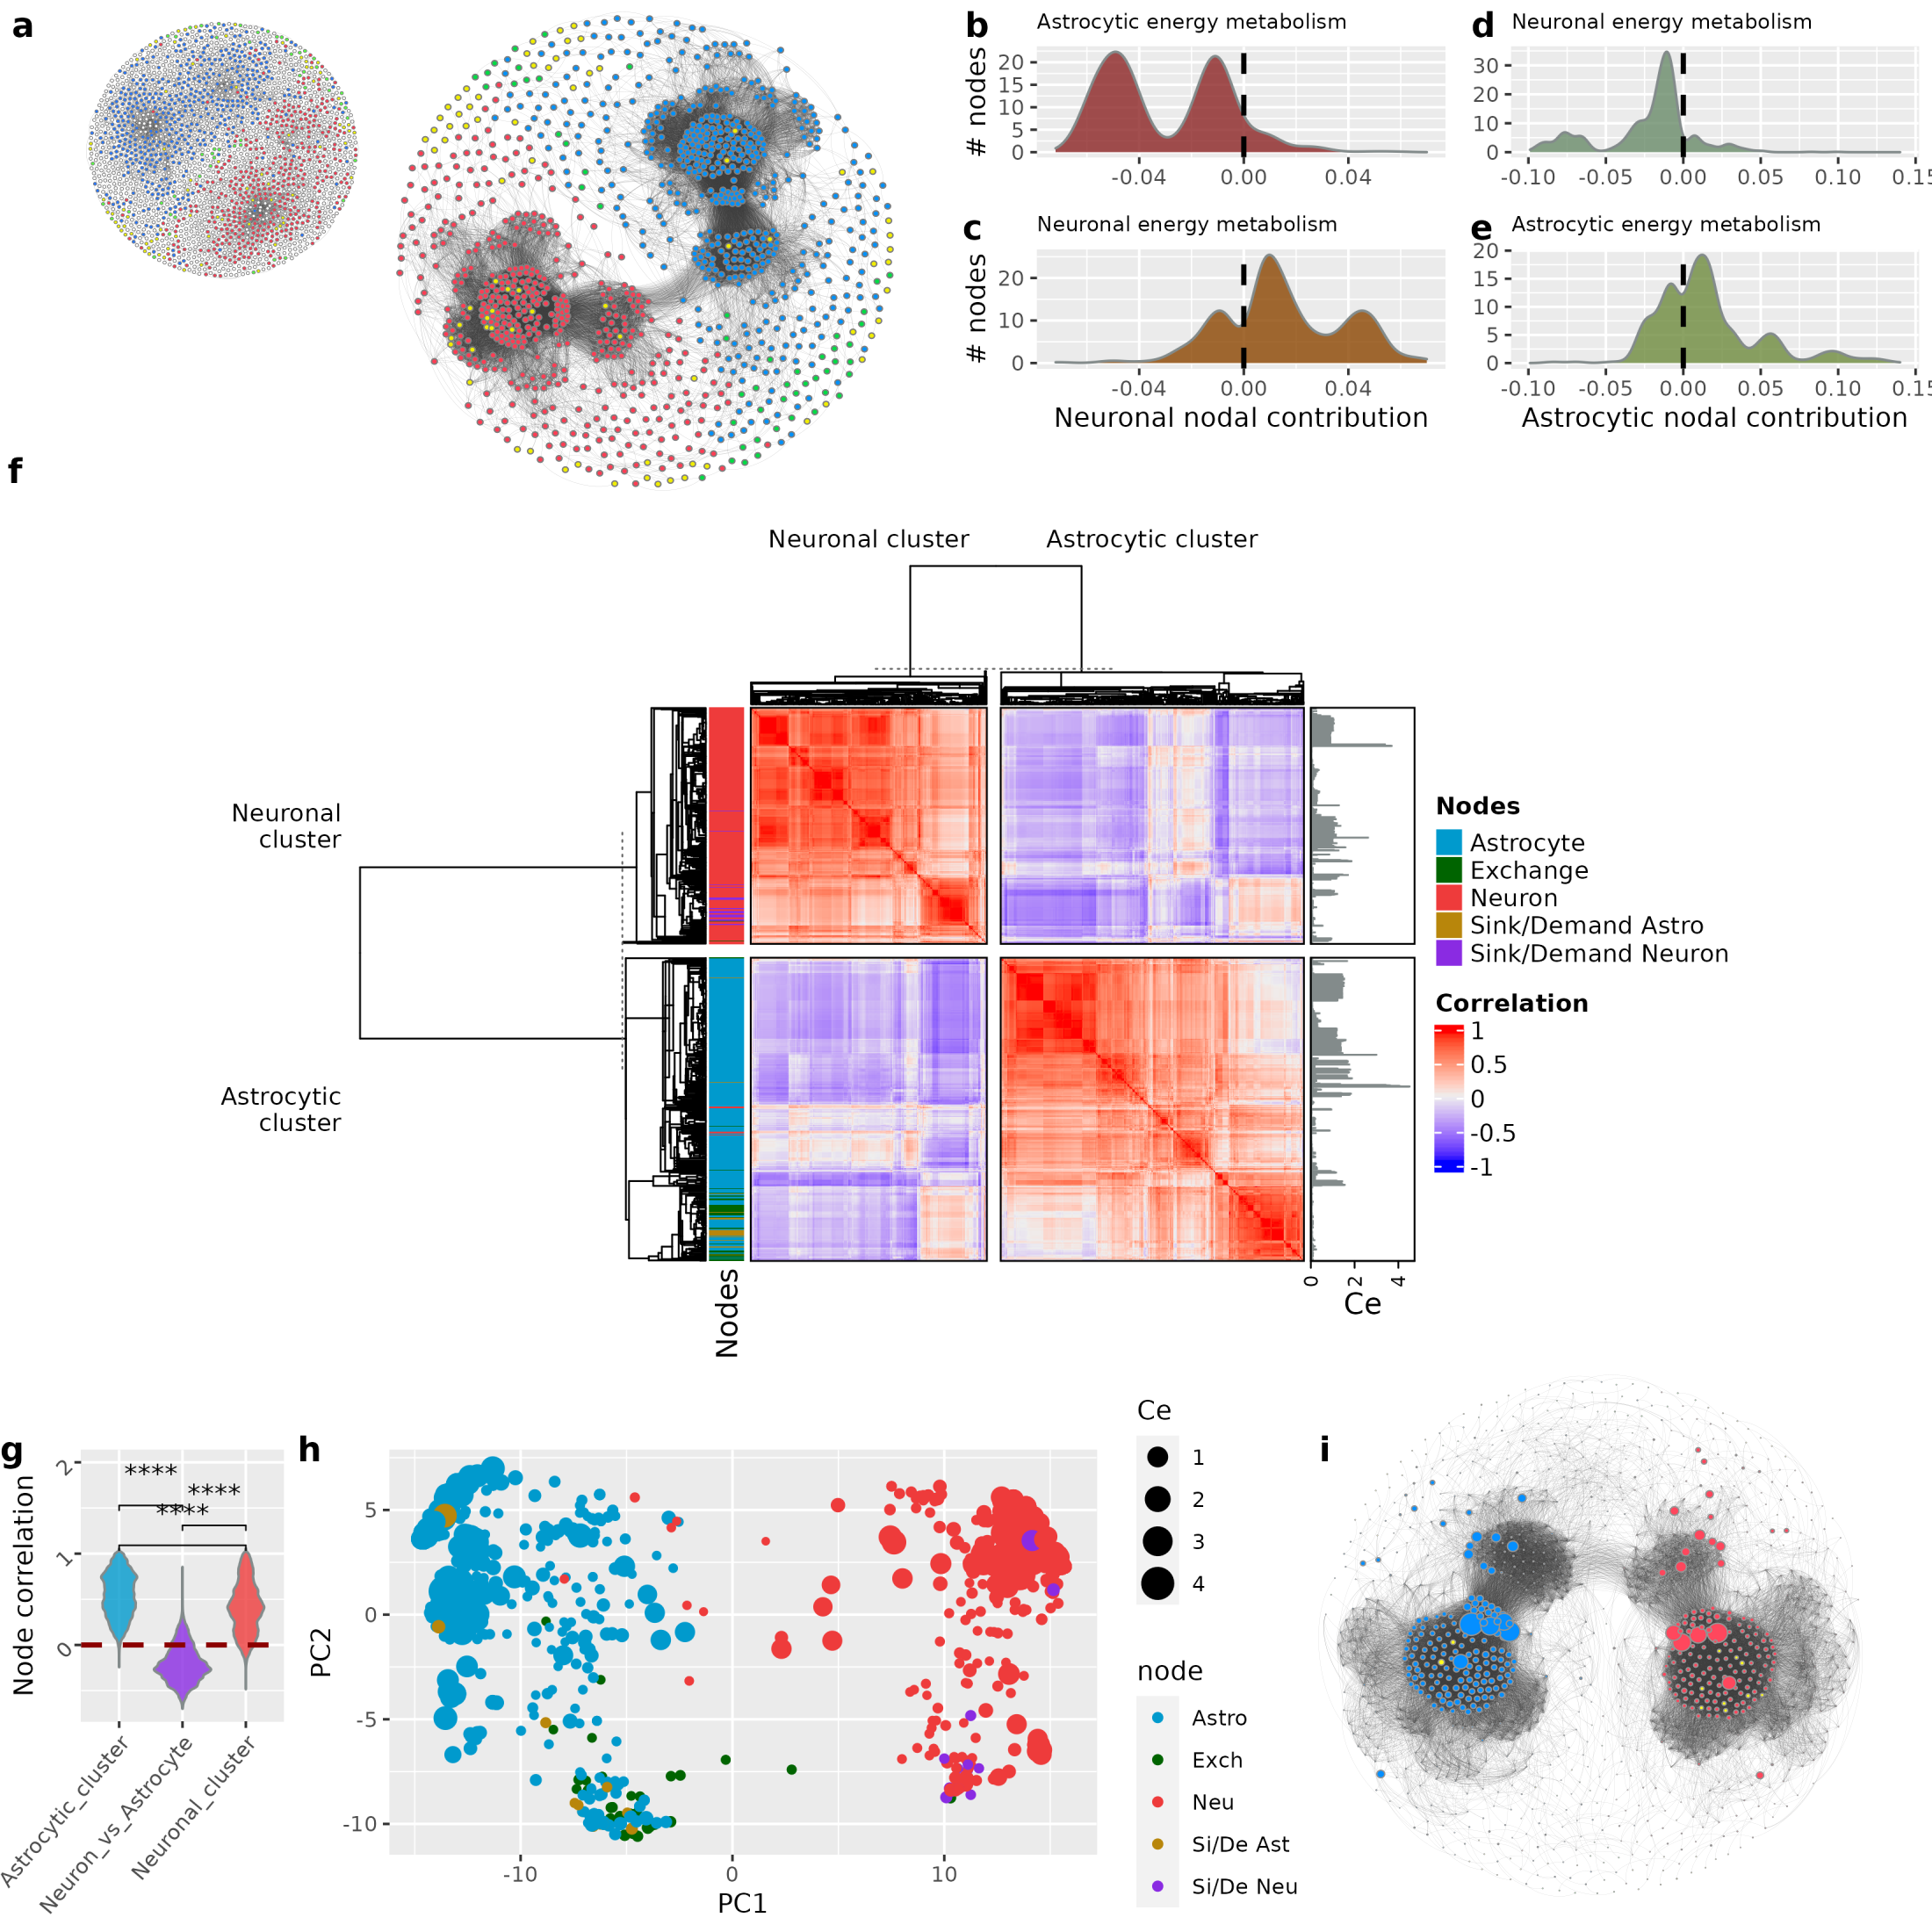 a
b
Astrocytic energy metabolism
# nodes
20
15
10
5
0
-0.04
0.00
0.04
d
Neuronal energy metabolism
30
20
10
0
-0.10
-0.05
0.00
0.05
0.10
0.15
c
Neuronal energy metabolism
# nodes
20
10
0
-0.04
0.00
0.04
Neuronal nodal contribution
e
Astrocytic energy metabolism
20
15
10
5
0
-0.10
-0.05
0.00
0.05
0.10
0.15
Astrocytic nodal contribution
f
Neuronal cluster
Astrocytic cluster
Neuronal
cluster
Astrocytic
cluster
Nodes
0
2
4
Ce
Nodes
Astrocyte
Exchange
Neuron
Sink/Demand Astro
Sink/Demand Neuron
Correlation
1
0.5
0
-0.5
-1
g
Node correlation
2
1
0
****
****
****
Astrocytic_cluster
Neuron_vs_Astrocyte
Neuronal_cluster
h
PC2
5
0
-5
-10
-10
0
10
PC1
Ce
1
2
3
4
node
Astro
Exch
Neu
Si/De Ast
Si/De Neu
i